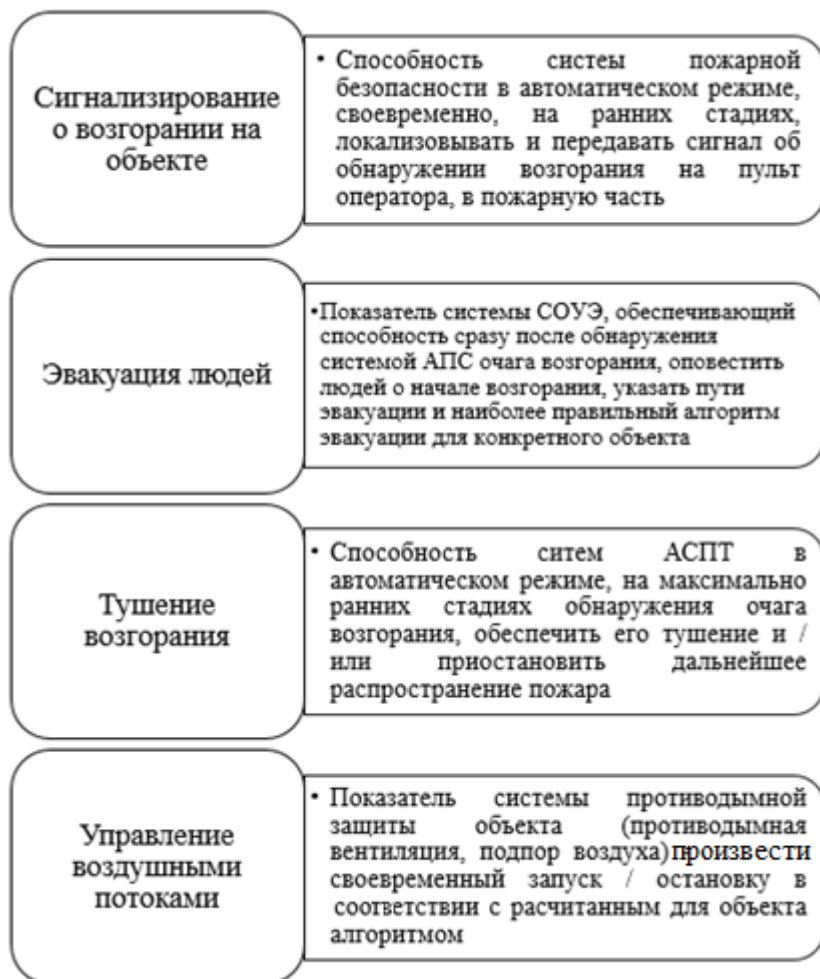 Сигнализирование
о возгорании на
объекте
• Способность систеы пожарной
безопасности в автоматическом режиме,
своевременно, на ранних стадиях,
локализовывать и передавать сигнал об
обнаружении возгорания на пульт
оператора, в пожарную часть
Эвакуация людей
•Показатель системы СОУЭ, обеспечивающий
способность сразу после обнаружения
системой АПС очага возгорания, оповестить
людей о начале возгорания, указать пути
эвакуации и наиболее правильный алгоритм
эвакуации для конкретного объекта
Тушение
возгорания
• Способность ситем АСПТ в
автоматическом режиме, на максимально
ранних стадиях обнаружения очага
возгорания, обеспечить его тушение и /
или приостановить дальнейшее
распространение пожара
Управление
воздушными
потоками
• Показатель системы противодымной
защиты объекта (противодымная
вентиляция, подпор воздуха)произвести
своевременный запуск / остановку в
соответствии с расчитанным для объекта
алгоритмом